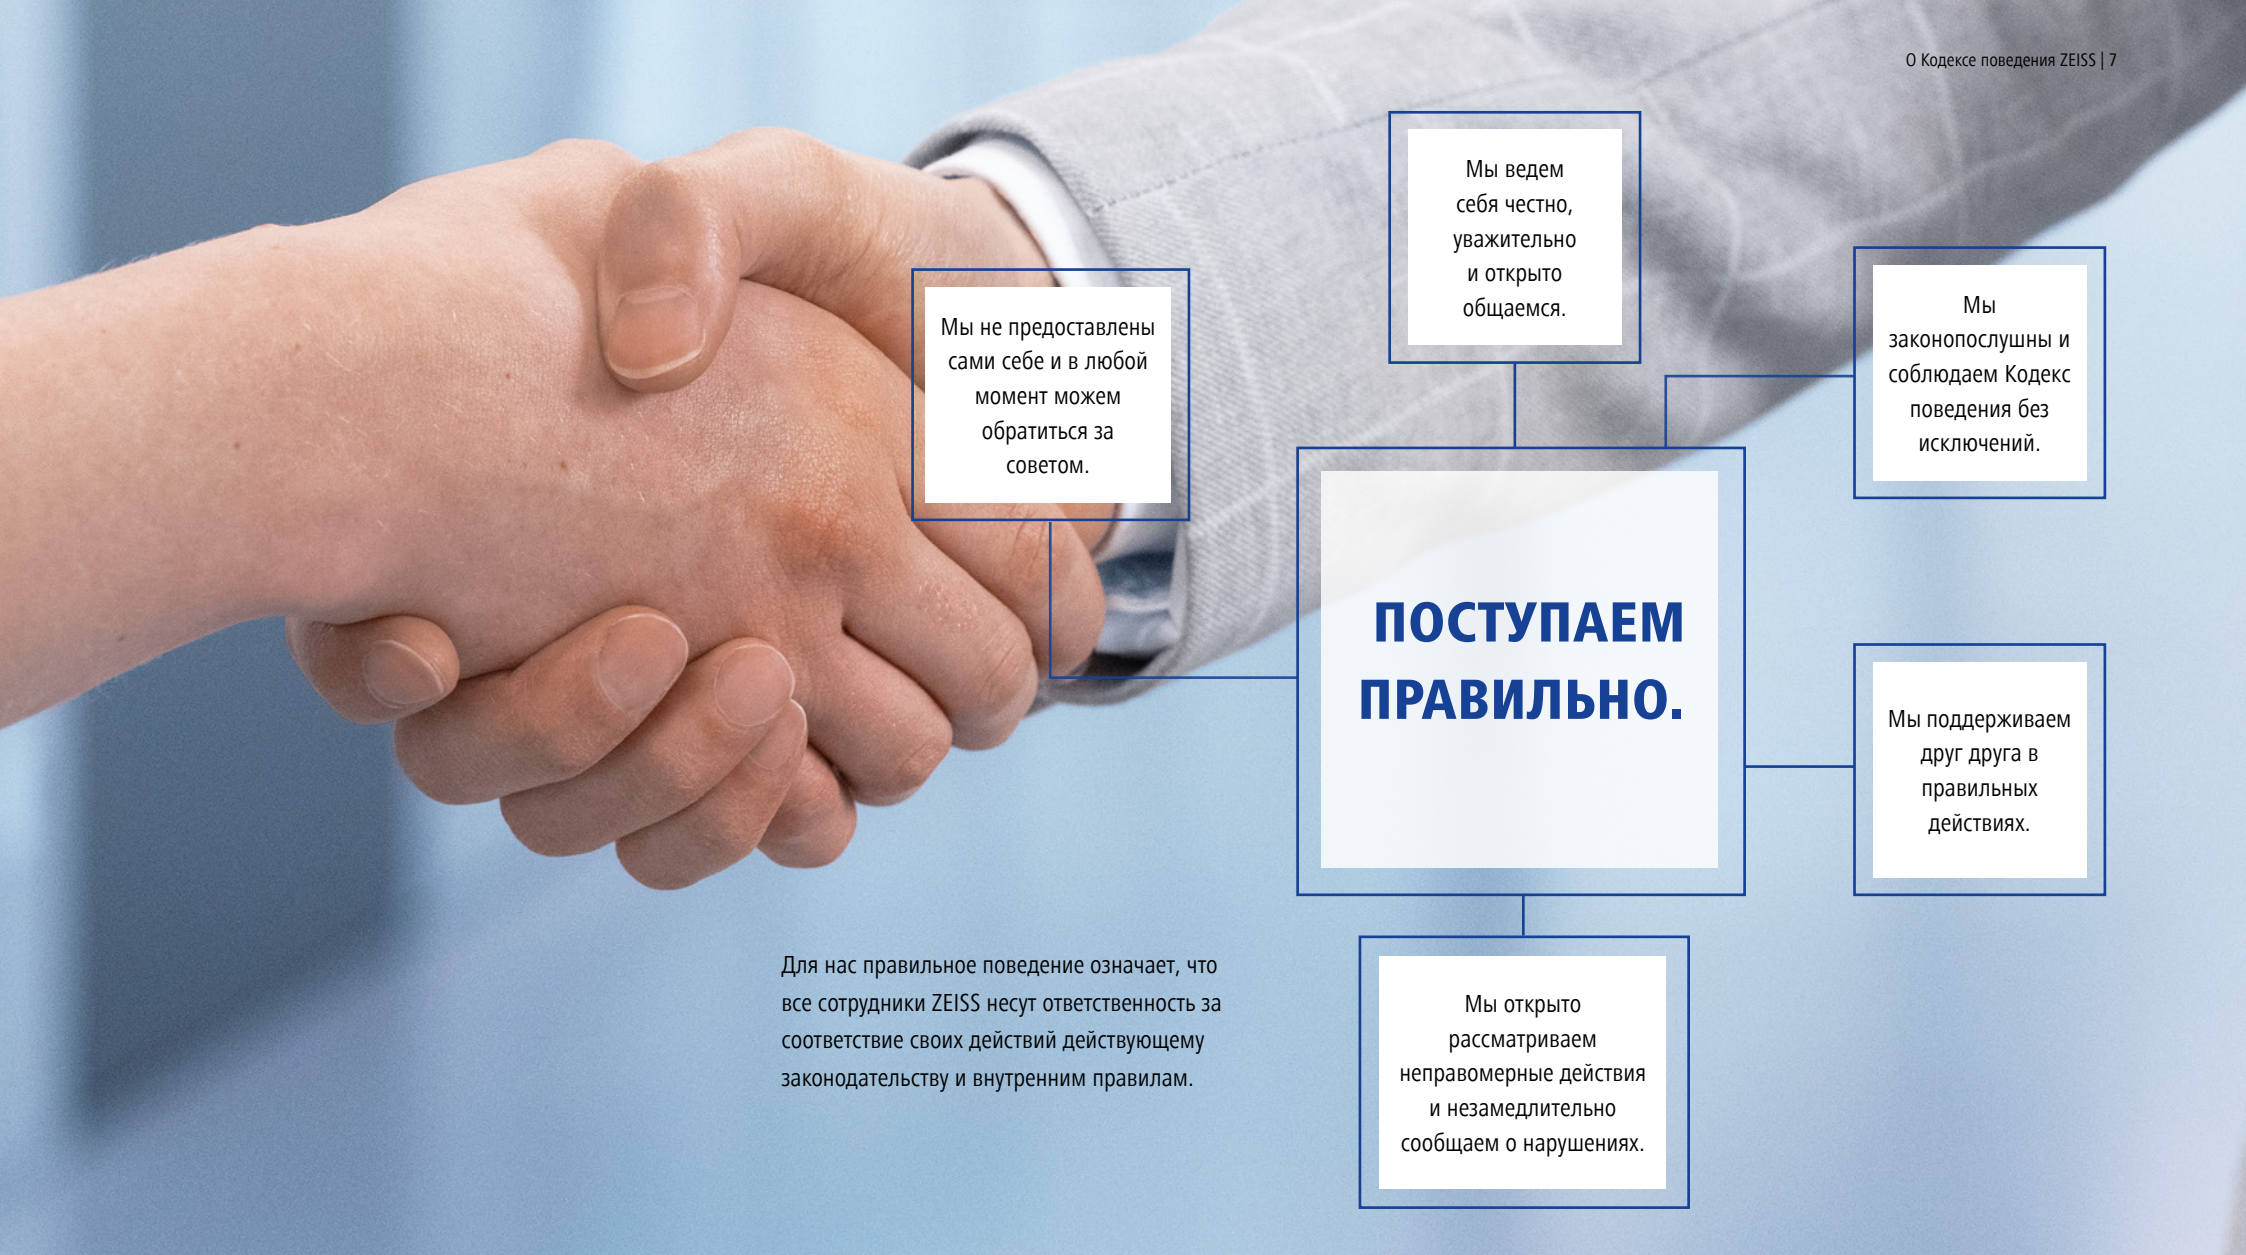 О Кодексе поведения ZEISS | 7
Мы ведем
себя честно,
уважительно
и открыто
общаемся.
Мы
законопослушны и
соблюдаем Кодекс
поведения без
исключений.
Мы не предоставлены
сами себе и в любой
момент можем
обратиться за
советом.
ПОСТУПАЕМ
ПРАВИЛЬНО.
Мы поддерживаем
друг друга в
правильных
действиях.
Для нас правильное поведение означает, что
все сотрудники ZEISS несут ответственность за
соответствие своих действий действующему
законодательству и внутренним правилам.
Мы открыто
рассматриваем
неправомерные действия
и незамедлительно
сообщаем о нарушениях.